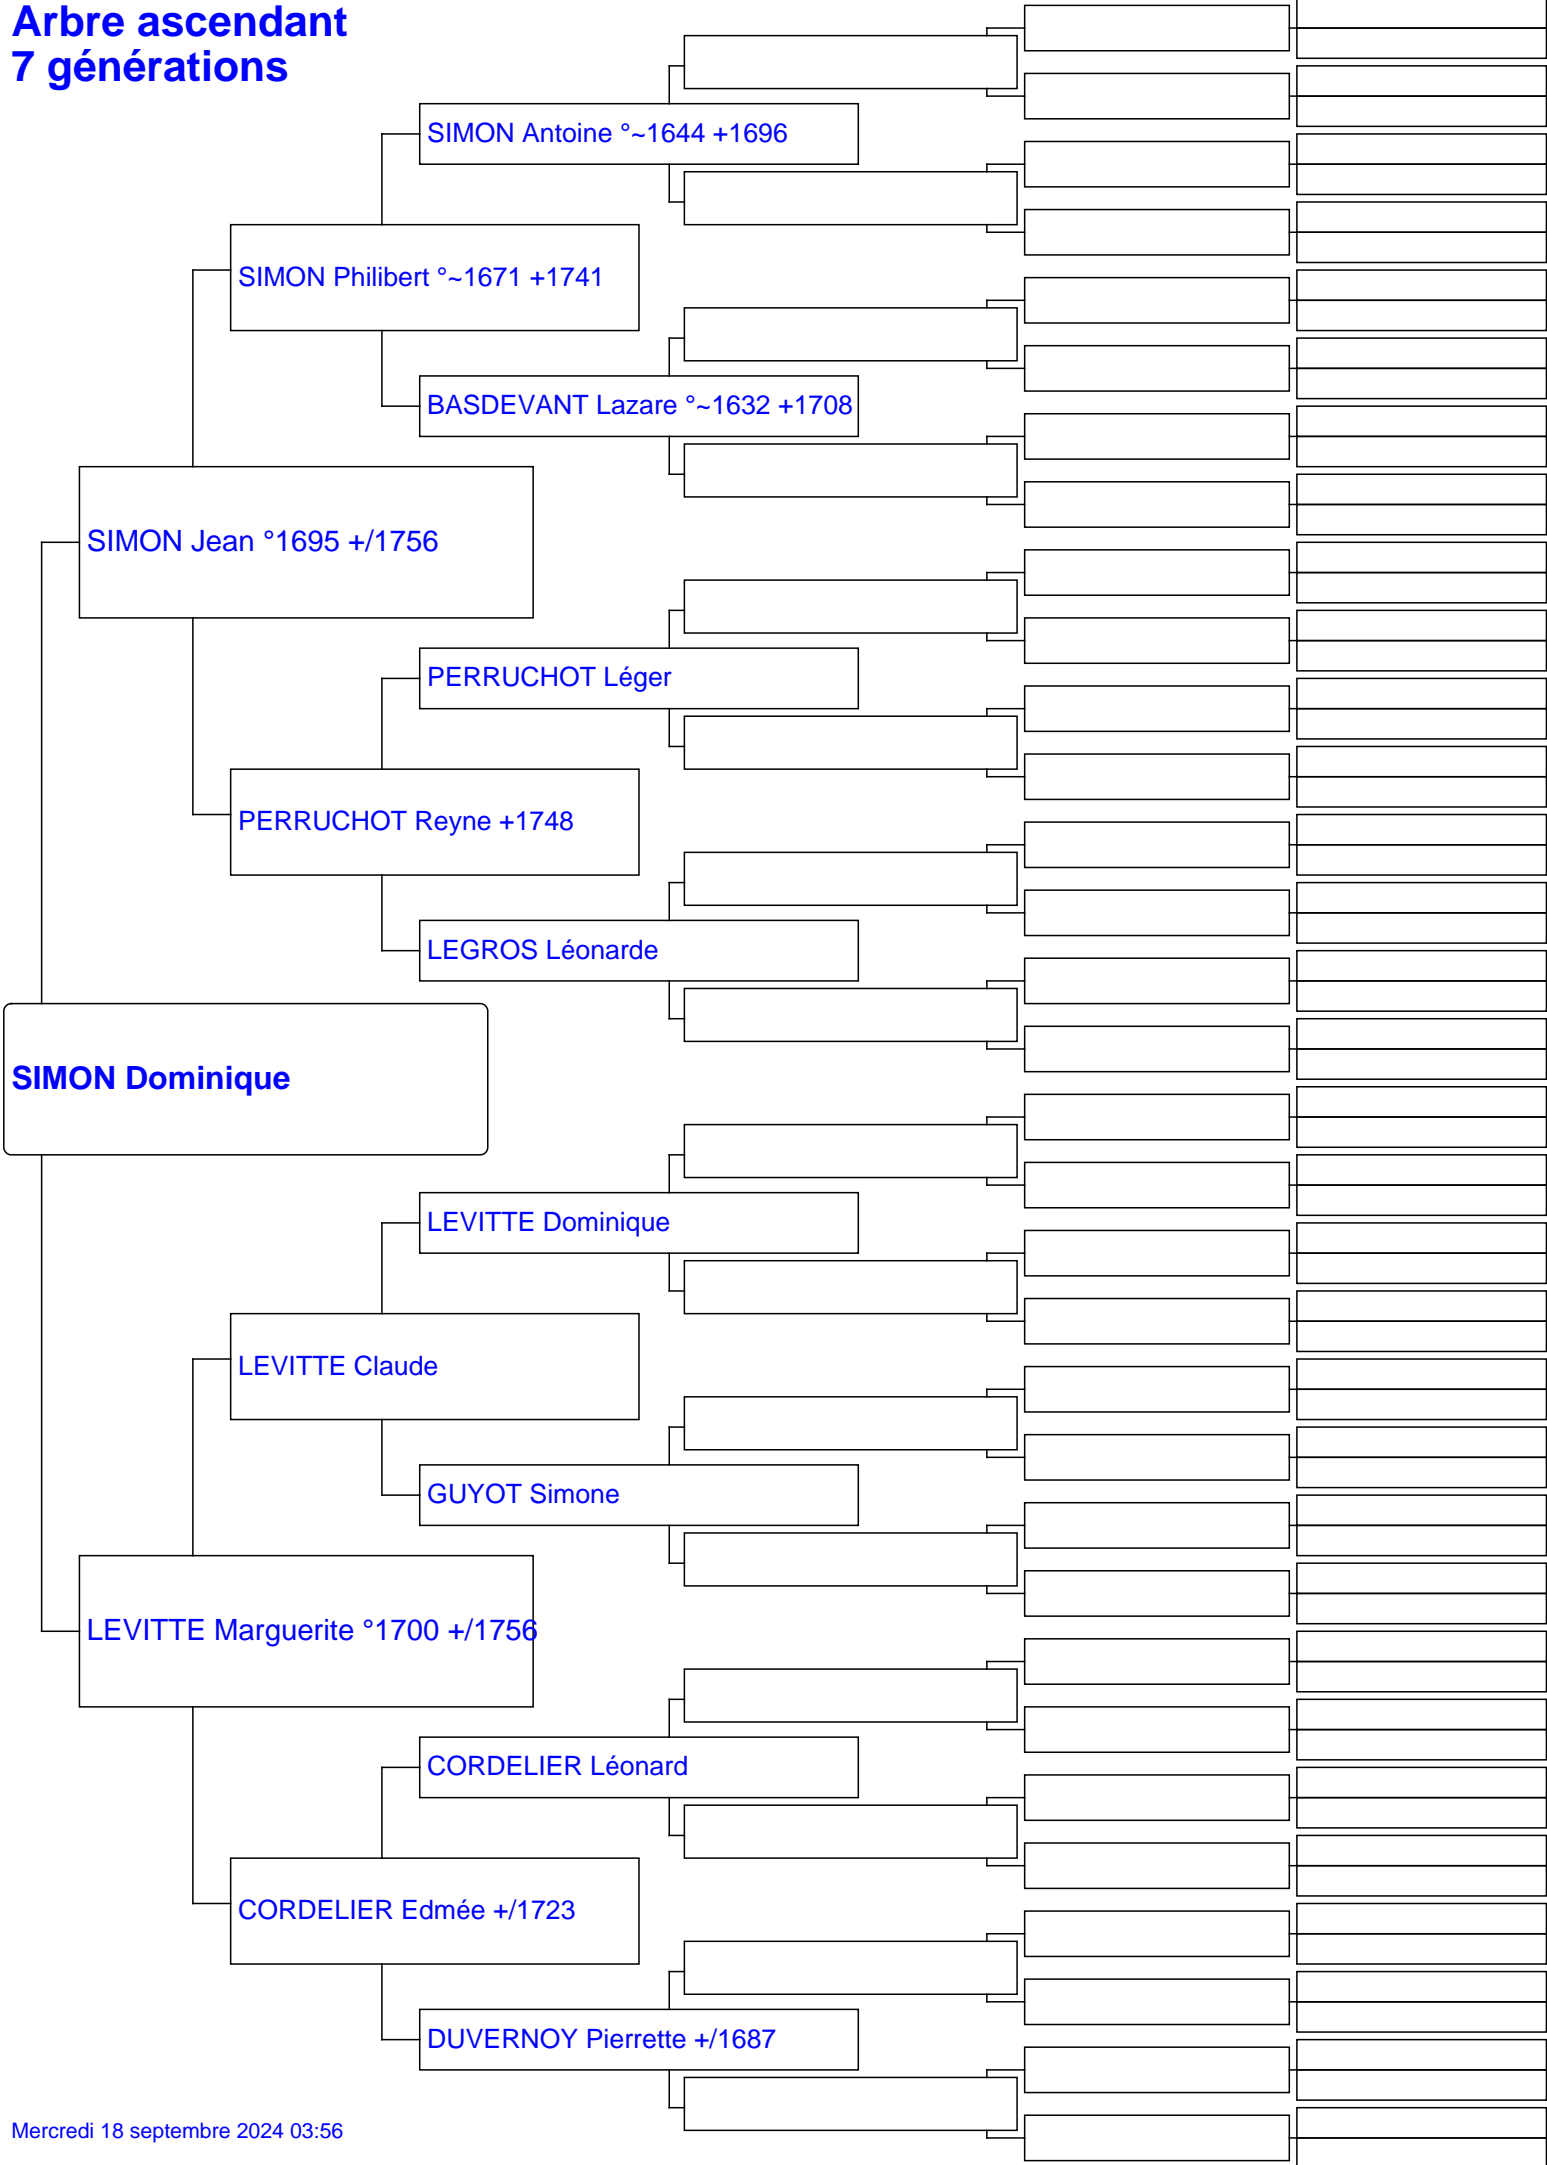 Arbre ascendant
7 générations
SIMON Antoine °~1644 +1696
SIMON Philibert °~1671 +1741
BASDEVANT Lazare °~1632 +1708
SIMON Jean °1695 +/1756
PERRUCHOT Léger
PERRUCHOT Reyne +1748
LEGROS Léonarde
SIMON Dominique
LEVITTE Dominique
LEVITTE Claude
GUYOT Simone
LEVITTE Marguerite °1700 +/1756
CORDELIER Léonard
CORDELIER Edmée +/1723
DUVERNOY Pierrette +/1687
Mercredi 18 septembre 2024 03:56